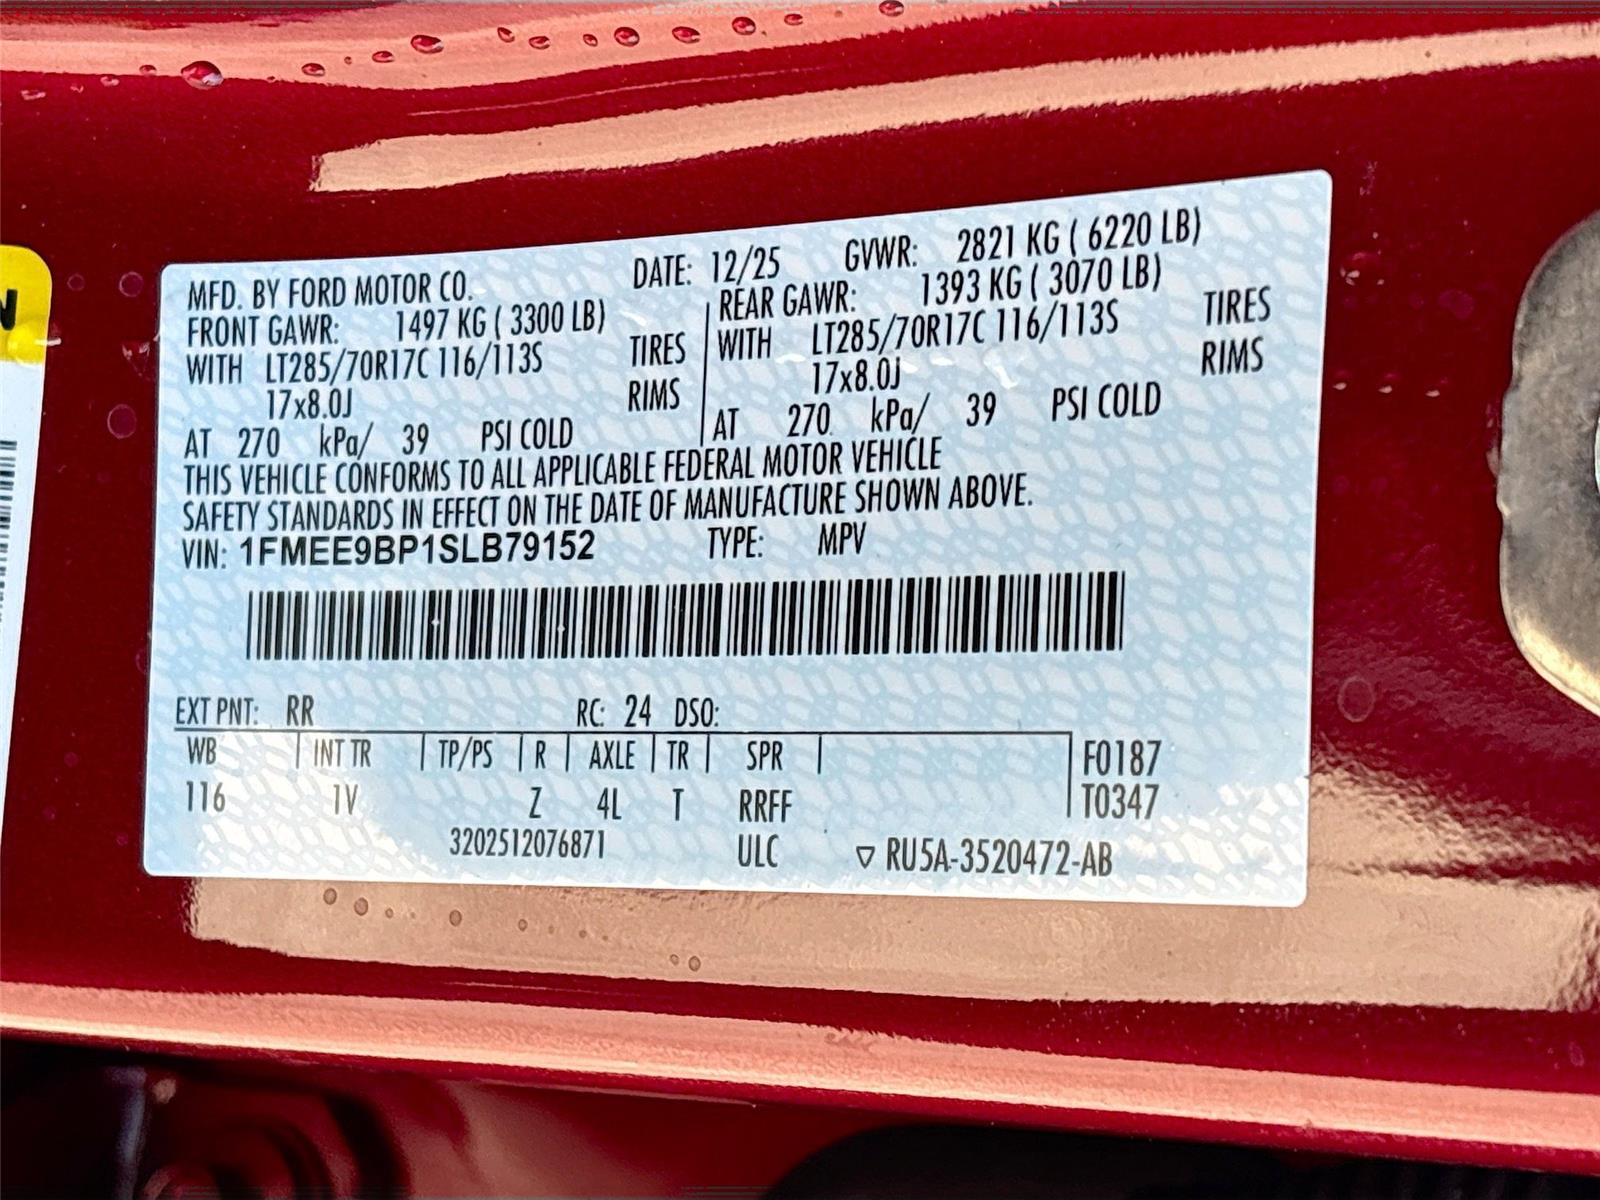 MFD. BY FORD MOTOR CO. DATE: 12/25 GVWR: 2821 KG ( 6220 LB)
FRONT GAWR: 1497 KG ( 3300 LB) REAR GAWR: 1393 KG ( 3070 LB)
WITH LT285/70R17C 116/113S TIRES WITH LT285/70R17C 116/113S TIRES
17x8.0J RIMS 17x8.0J RIMS
AT 270 kPa/ 39 PSI COLD AT 270 kPa/ 39 PSI COLD
THIS VEHICLE CONFORMS TO ALL APPLICABLE FEDERAL MOTOR VEHICLE
SAFETY STANDARDS IN EFFECT ON THE DATE OF MANUFACTURE SHOWN ABOVE.
VIN: 1FMEE9BP1SLB79152 TYPE: MPV
EXT PNT: RR RC: 24 DSO:
WB INT TR TP/PS R AXLE TR SPR F0187
116 1V Z 4L T RRFF T0347
3202512076871 ULC ▽ RU5A-3520472-AB